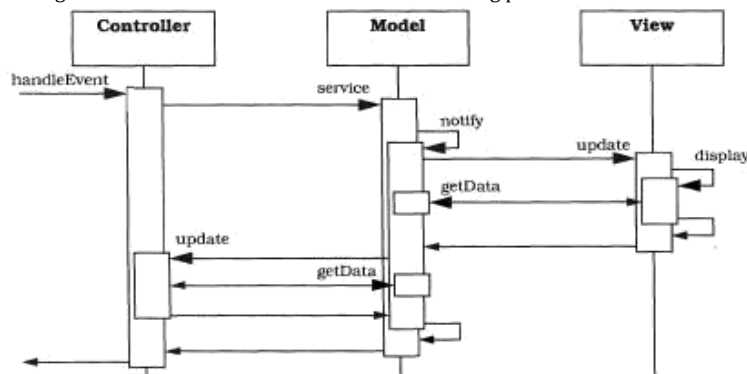 Controller Model View
handleEvent
service
notify
update
display
getData
update
getData